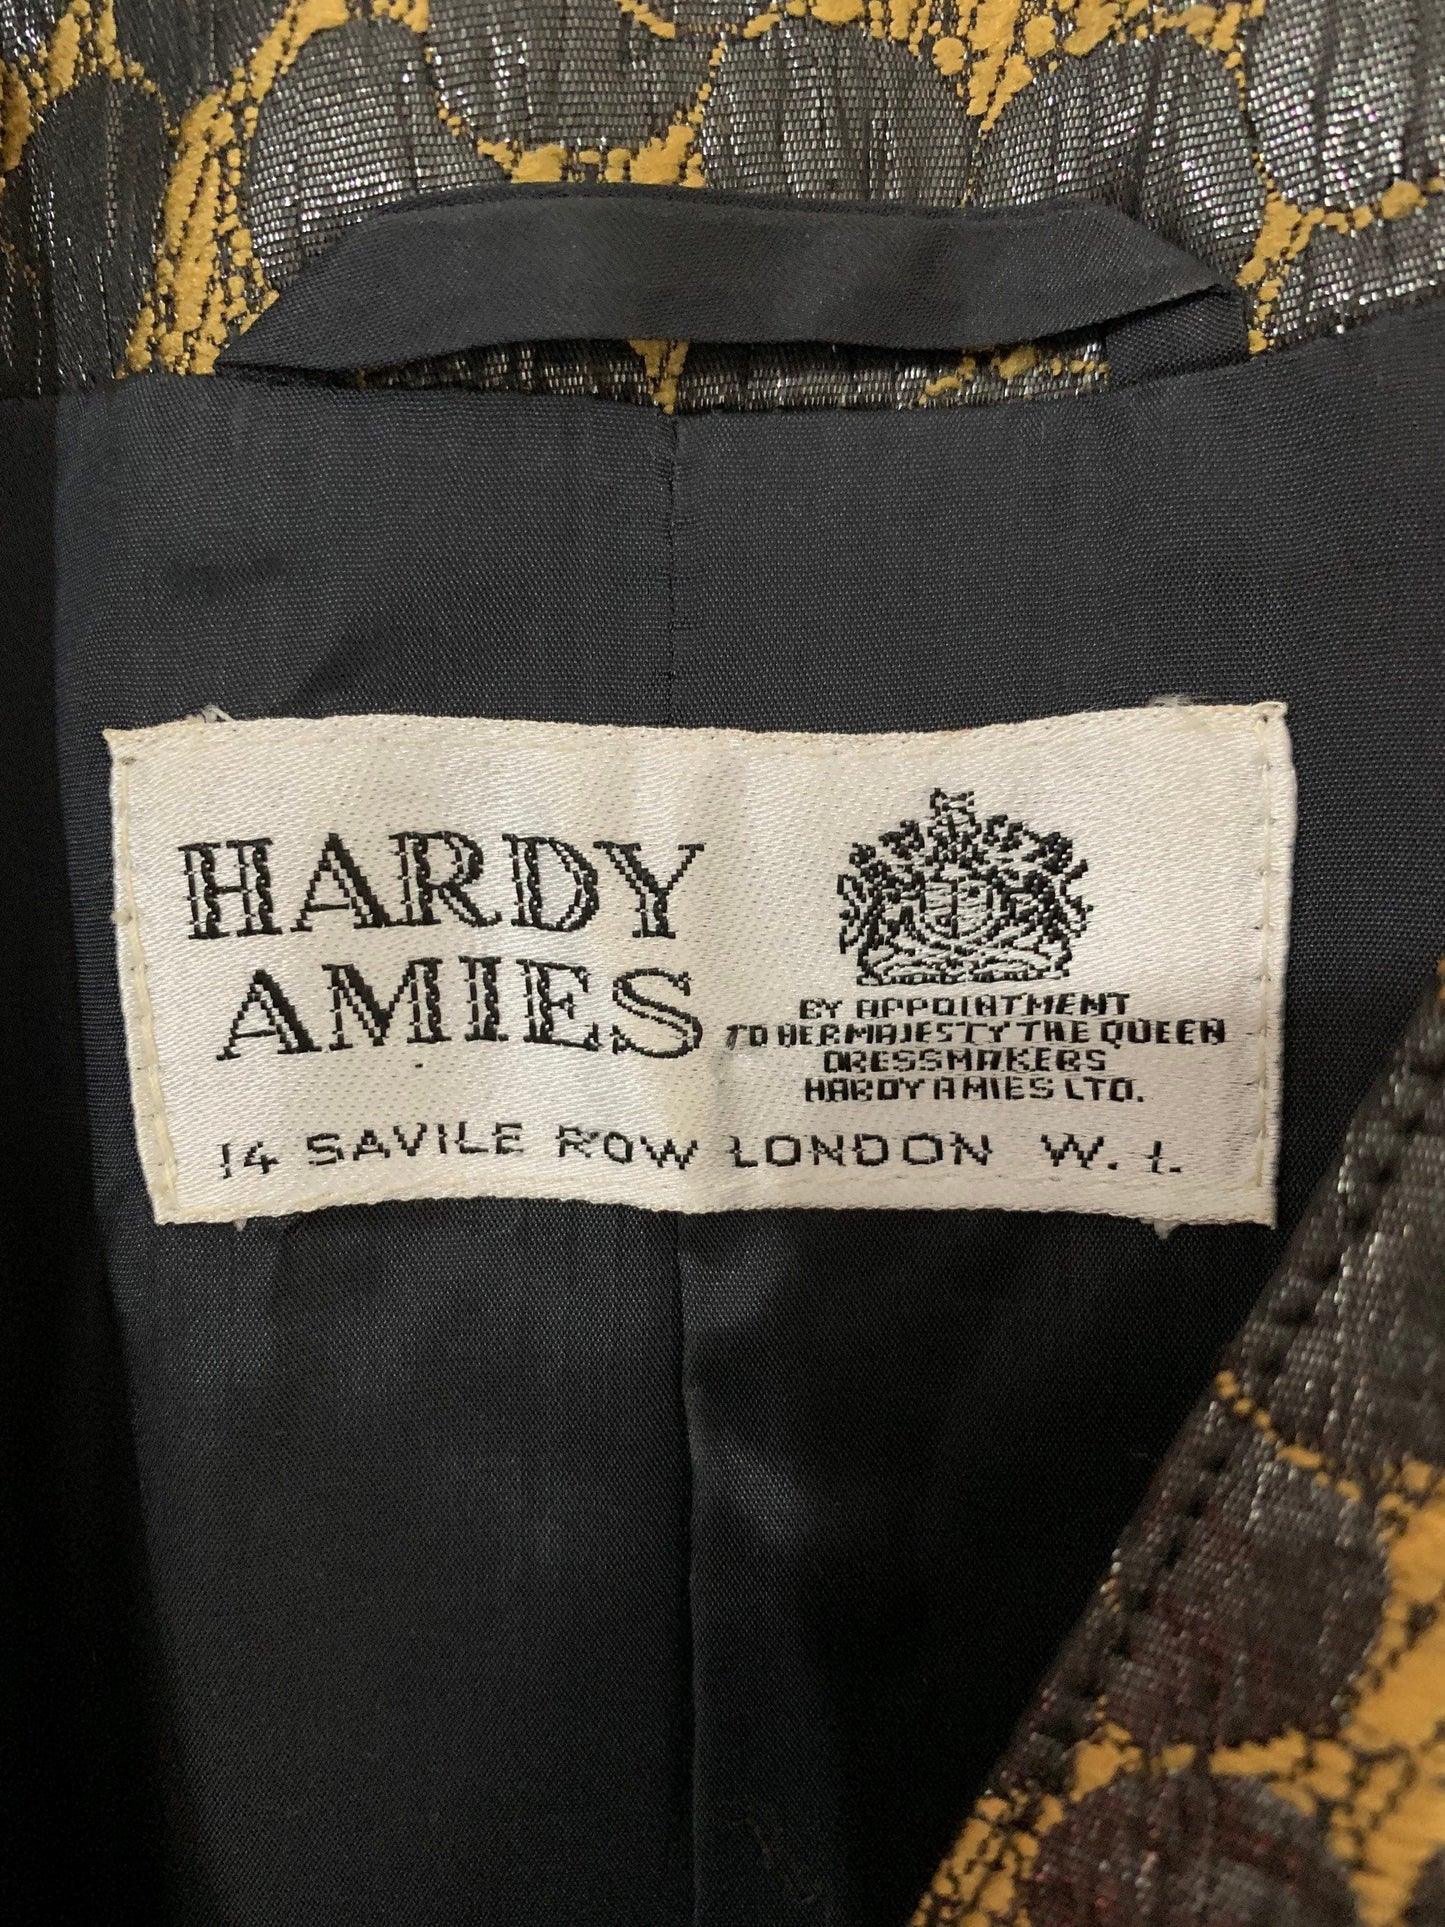 HARDY
AMIES
BY APPOINTMENT
TO HER MAJESTY THE QUEEN
DRESSMAKERS
HARDY AMIES LTD.
14 SAVILE ROW LONDON W.1.